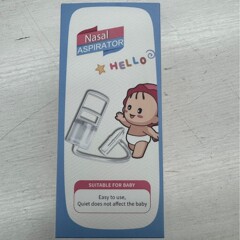 Nasal
ASPIRATOR
HELLO
SUITABLE FOR BABY
Easy to use,
Quiet does not affect the baby